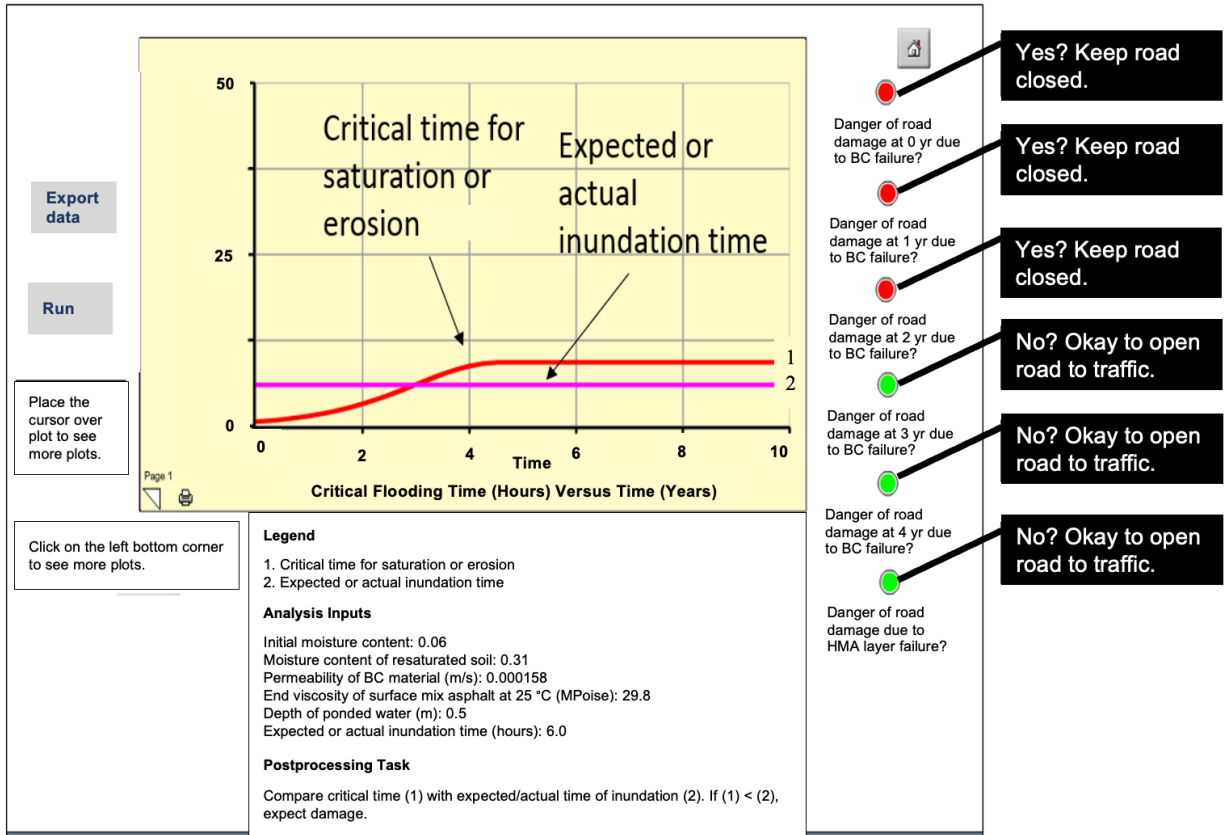 Export
data
Run
Place the
cursor over
plot to see
more plots.
Click on the left bottom corner
to see more plots.
50
25
0
Critical time for
saturation or
erosion
Expected or
actual
inundation time
1
2
0
2
4
6
8
10
Time
Page 1
Critical Flooding Time (Hours) Versus Time (Years)
Legend
1. Critical time for saturation or erosion
2. Expected or actual inundation time
Analysis Inputs
Initial moisture content: 0.06
Moisture content of resaturated soil: 0.31
Permeability of BC material (m/s): 0.000158
End viscosity of surface mix asphalt at 25 °C (MPoise): 29.8
Depth of ponded water (m): 0.5
Expected or actual inundation time (hours): 6.0
Postprocessing Task
Compare critical time (1) with expected/actual time of inundation (2). If (1) < (2),
expect damage.
Danger of road
damage at 0 yr due
to BC failure?
Danger of road
damage at 1 yr due
to BC failure?
Danger of road
damage at 2 yr due
to BC failure?
Danger of road
damage at 3 yr due
to BC failure?
Danger of road
damage at 4 yr due
to BC failure?
Danger of road
damage due to
HMA layer failure?
Yes? Keep road
closed.
Yes? Keep road
closed.
Yes? Keep road
closed.
No? Okay to open
road to traffic.
No? Okay to open
road to traffic.
No? Okay to open
road to traffic.